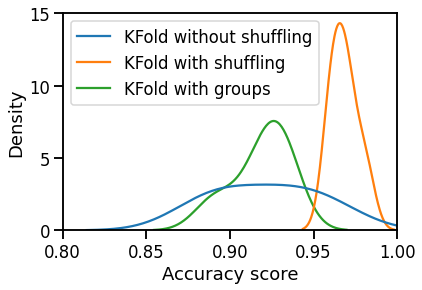 15
10
5
0
Density
KFold without shuffling
KFold with shuffling
KFold with groups
0.80 0.85 0.90 0.95 1.00
Accuracy score